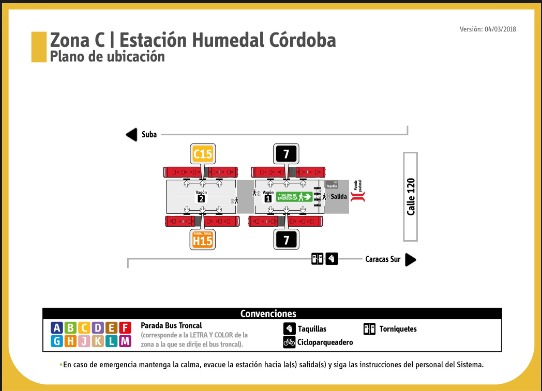 Zona C | Estación Humedal Córdoba
Plano de ubicación
Versión: 04/03/2018
Suba
C15
7
Vagón
2
Vagón
1
Salida
Calle 120
H15
7
Caracas Sur
Convenciones
A B C D E F
G H J K L M
Parada Bus Troncal
(corresponde a la LETRA Y COLOR de la
zona a la que se dirije el bus troncal).
Taquillas
Cicloparqueadero
Torniquetes
•En caso de emergencia mantenga la calma, evacue la estación hacia la(s) salida(s) y siga las instrucciones del personal del Sistema.